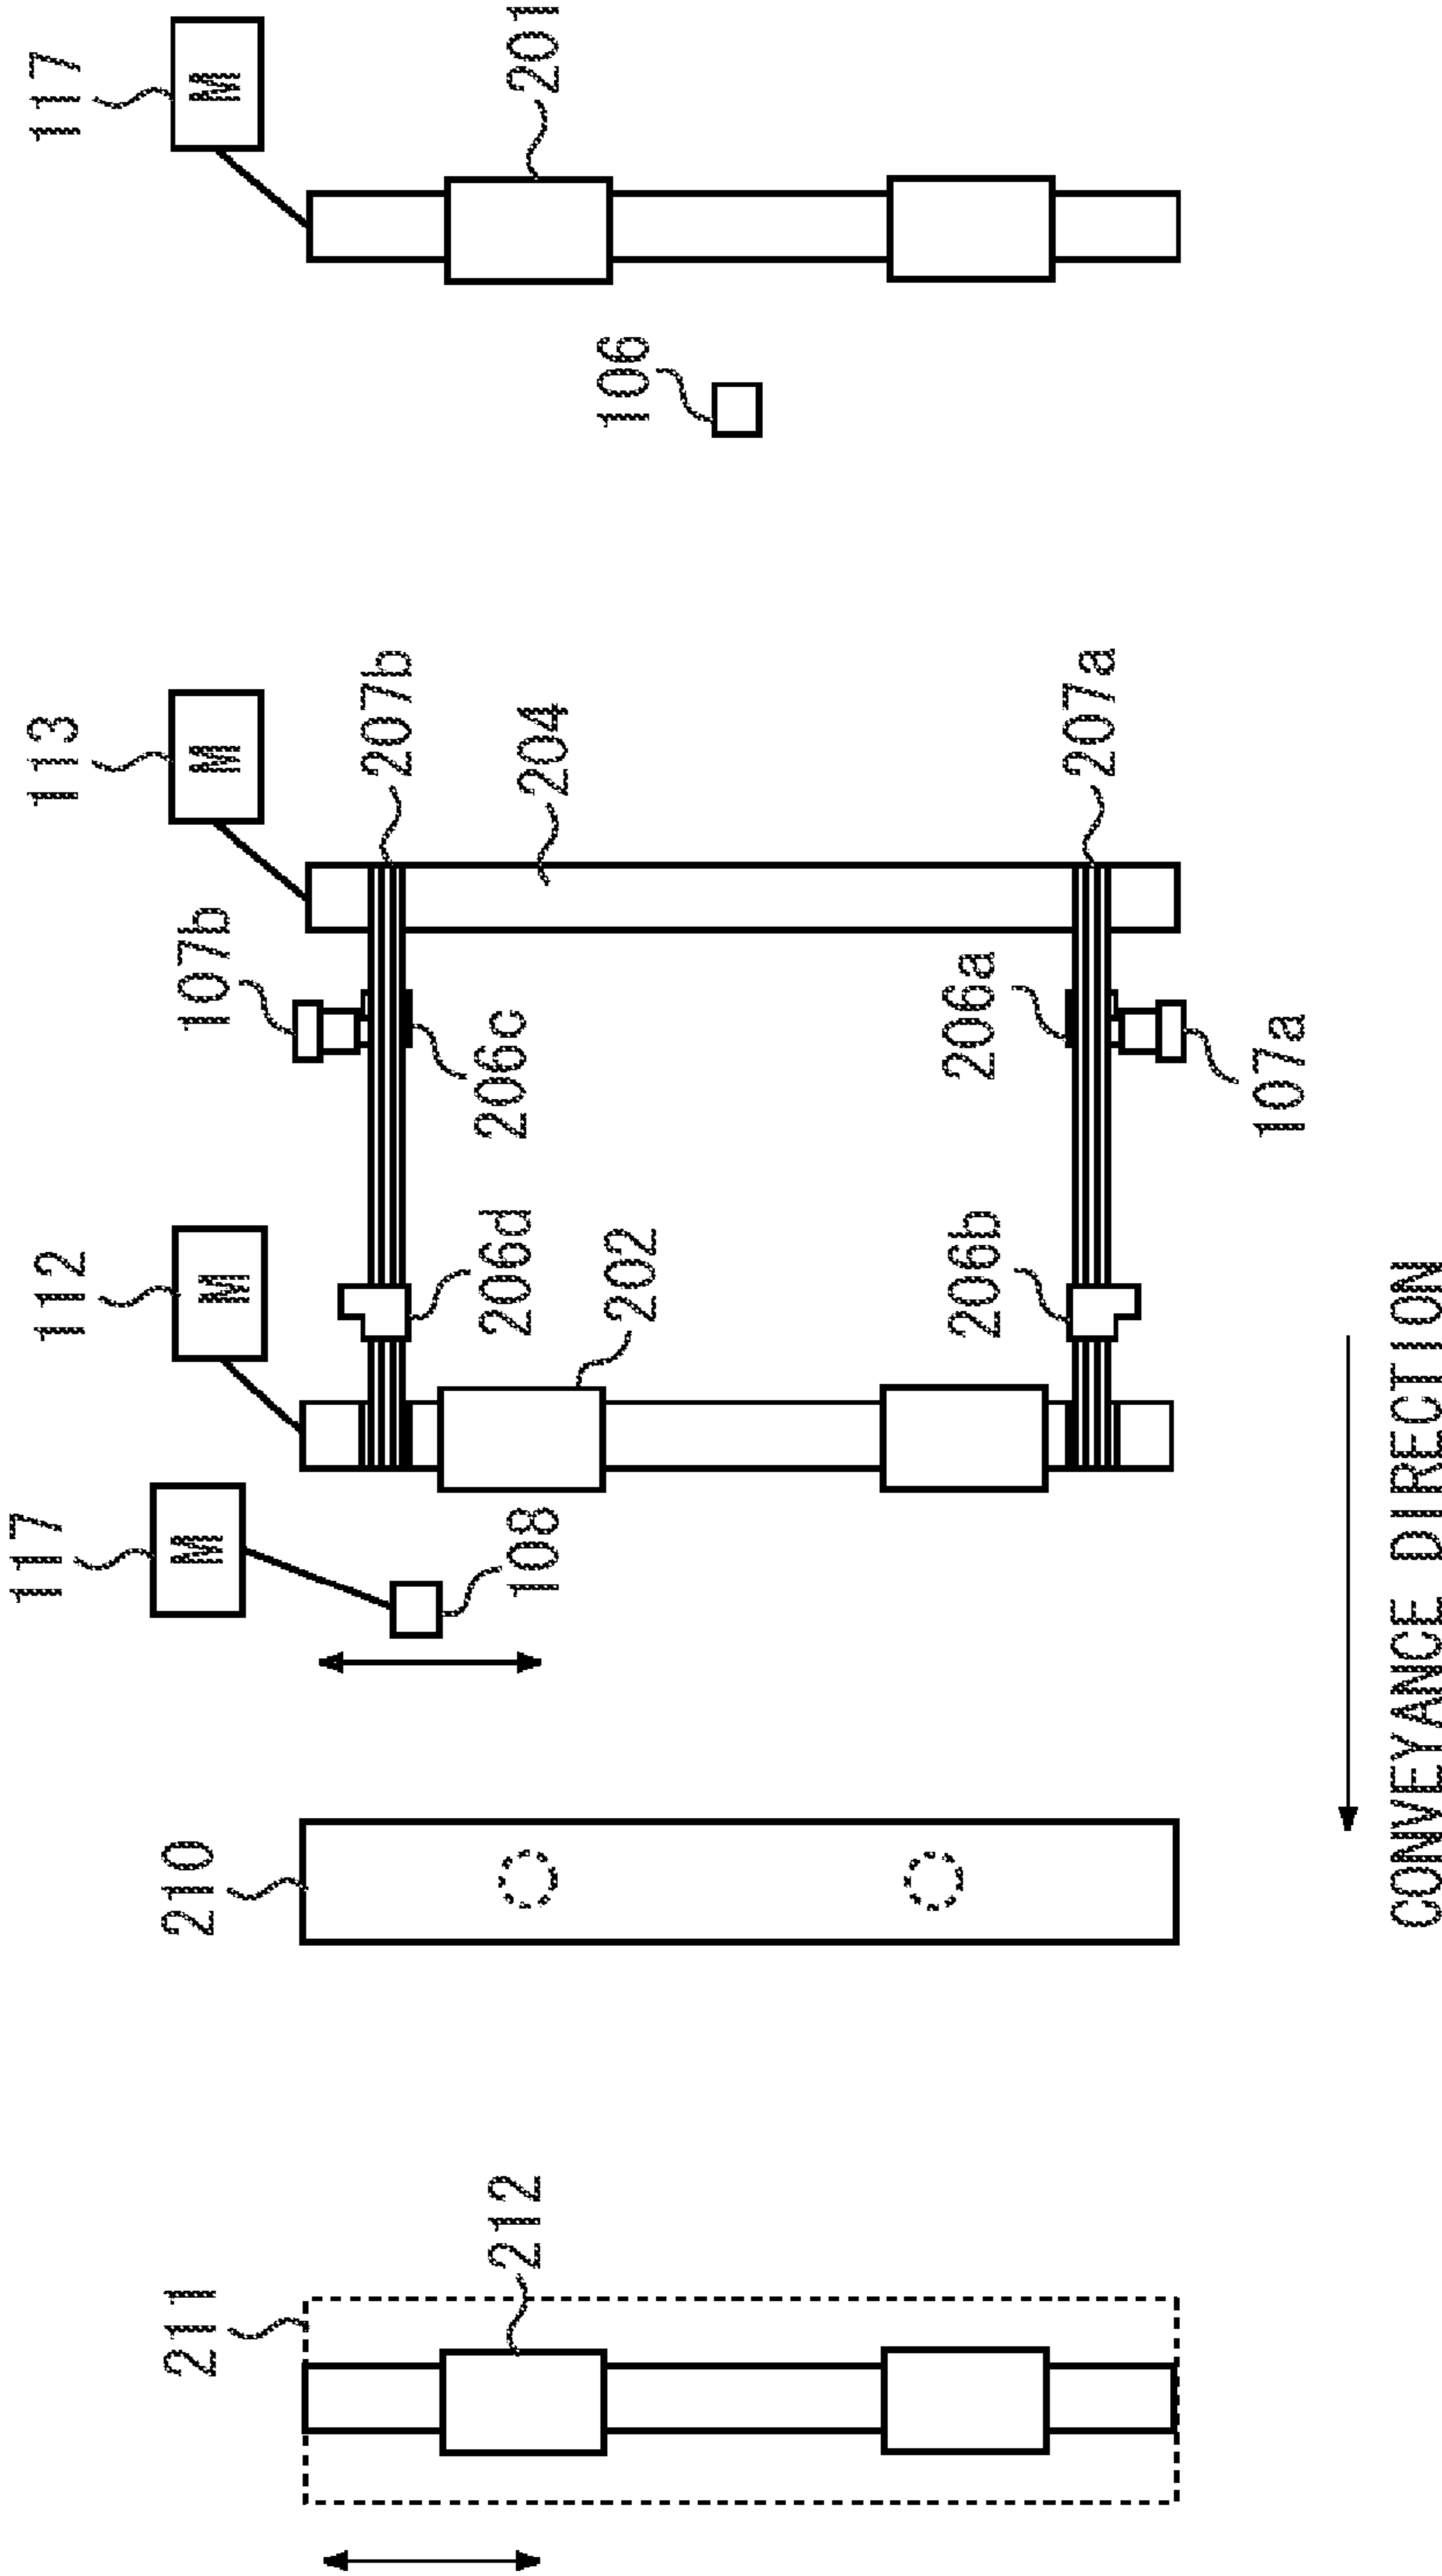 117
112
113
117
M
M
M
M
211
210
107b
207b
212
108
206d
206c
204
201
202
106
206b
206a
207a
107a
CONVEYANCE DIRECTION